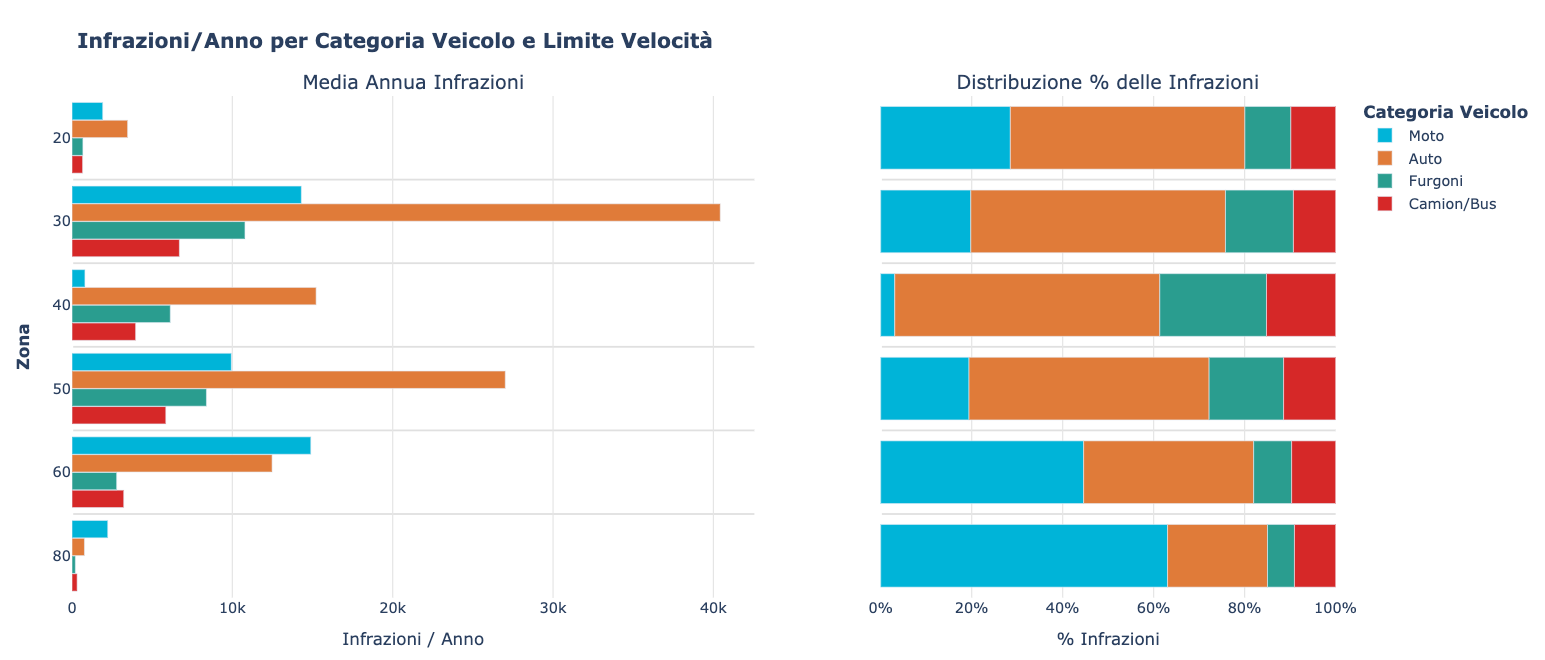 Infrazioni/Anno per Categoria Veicolo e Limite Velocità
Media Annua Infrazioni
Distribuzione % delle Infrazioni
Categoria Veicolo
Moto
Auto
Furgoni
Camion/Bus
Zona
20
30
40
50
60
80
0 10k 20k 30k 40k
Infrazioni / Anno
0% 20% 40% 60% 80% 100%
% Infrazioni